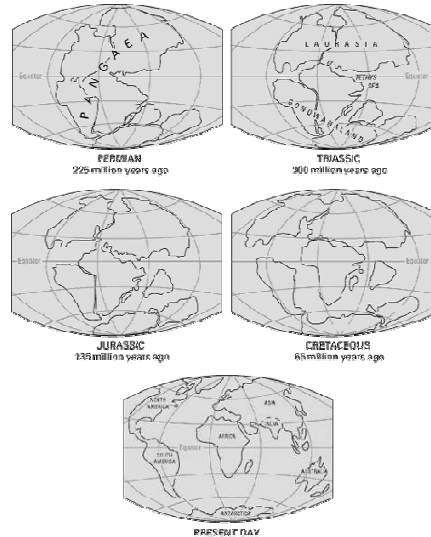 PANGAEA
Equator
PERMIAN
225 million years ago
LAURASIA
TETHYS
SEA
Equator
GONDWANALAND
TRIASSIC
200 million years ago
Equator
JURASSIC
135 million years ago
Equator
CRETACEOUS
65 million years ago
NORTH
AMERICA
ASIA
INDIA
AFRICA
Equator
SOUTH
AMERICA
AUSTRALIA
ANTARCTICA
PRESENT DAY